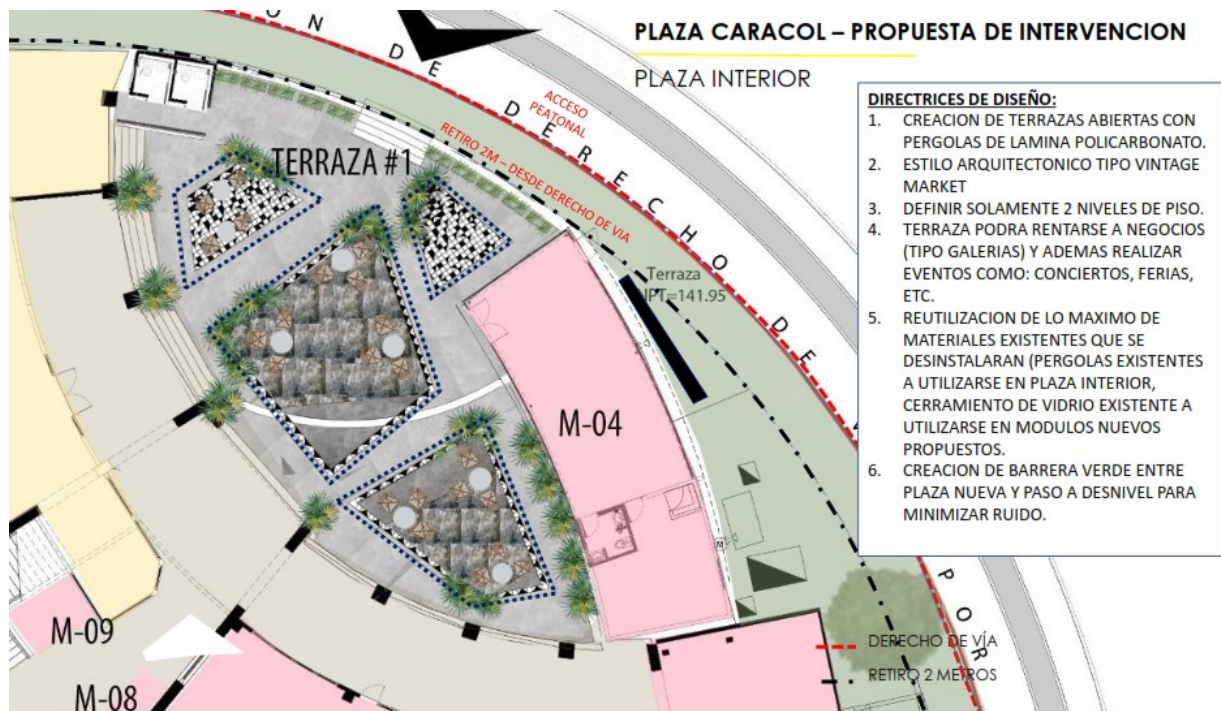 PLAZA CARACOL – PROPUESTA DE INTERVENCION
PLAZA INTERIOR
DIRECTRICES DE DISEÑO:
1. CREACION DE TERRAZAS ABIERTAS CON
PERGOLAS DE LAMINA POLICARBONATO.
2. ESTILO ARQUITECTONICO TIPO VINTAGE
MARKET
3. DEFINIR SOLAMENTE 2 NIVELES DE PISO.
4. TERRAZA PODRA RENTARSE A NEGOCIOS
(TIPO GALERIAS) Y ADEMAS REALIZAR
EVENTOS COMO: CONCIERTOS, FERIAS,
ETC.
5. REUTILIZACION DE LO MAXIMO DE
MATERIALES EXISTENTES QUE SE
DESINSTALARAN (PERGOLAS EXISTENTES
A UTILIZARSE EN PLAZA INTERIOR,
CERRAMIENTO DE VIDRIO EXISTENTE A
UTILIZARSE EN MODULOS NUEVOS
PROPUESTOS.
6. CREACION DE BARRERA VERDE ENTRE
PLAZA NUEVA Y PASO A DESNIVEL PARA
MINIMIZAR RUIDO.
ON DE DERECHO DE
POR
ACCESO
PEATONAL
RETIRO 2M – DESDE DERECHO DE VIA
TERRAZA #1
Terraza
NPT=141.95
M-04
M
M-09
M-08
DERECHO DE VÍA
RETIRO 2 METROS